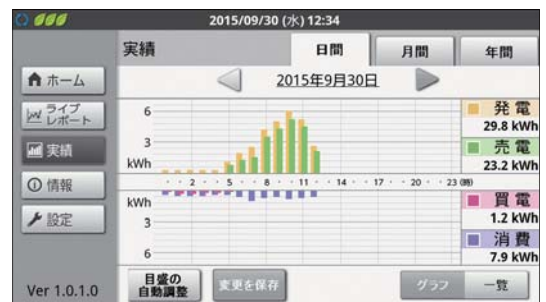 2015/09/30 (水) 12:34
実績
日間
月間
年間
ホーム
ライブ
レポート
実績
情報
設定
Ver 1.0.1.0
2015年9月30日
6
3
kWh
2 5 8 11 14 17 20 23 (時)
kWh
3
6
発電
29.8 kWh
売電
23.2 kWh
買電
1.2 kWh
消費
7.9 kWh
目盛の
自動調整
変更を保存
グラフ
一覧